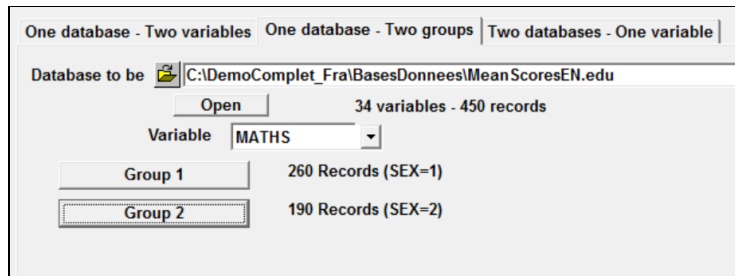 One database - Two variables One database - Two groups Two databases - One variable
Database to be C:\DemoComplet_Fra\BasesDonnees\MeanScoresEN.edu
Open 34 variables - 450 records
Variable MATHS
Group 1 260 Records (SEX=1)
Group 2 190 Records (SEX=2)